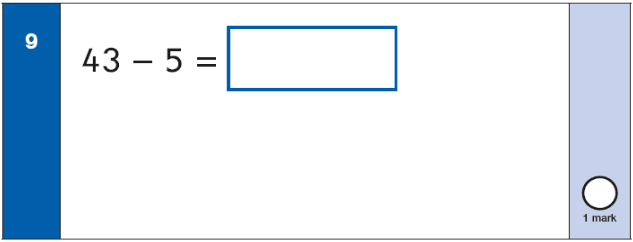 9
43 – 5 =
1 mark